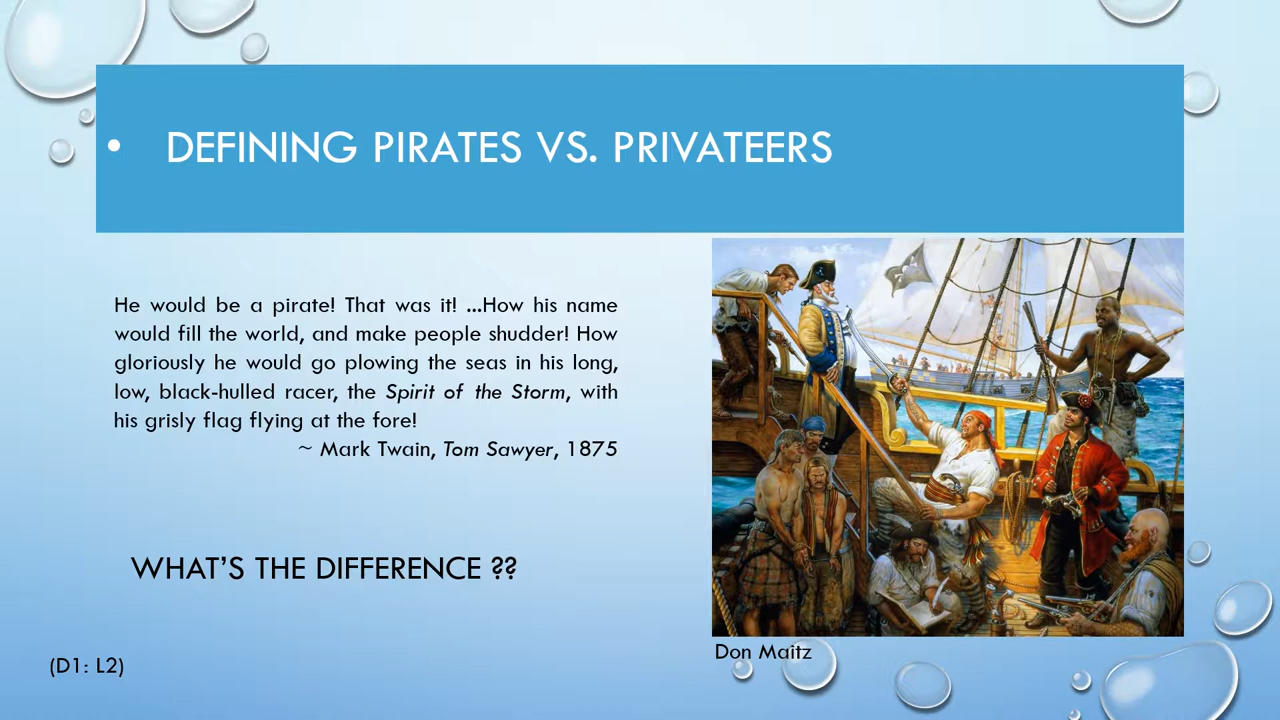 • DEFINING PIRATES VS. PRIVATEERS
He would be a pirate! That was it! ...How his name
would fill the world, and make people shudder! How
gloriously he would go plowing the seas in his long,
low, black-hulled racer, the Spirit of the Storm, with
his grisly flag flying at the fore!
~ Mark Twain, Tom Sawyer, 1875
WHAT’S THE DIFFERENCE ??
Don Maitz
(D1: L2)